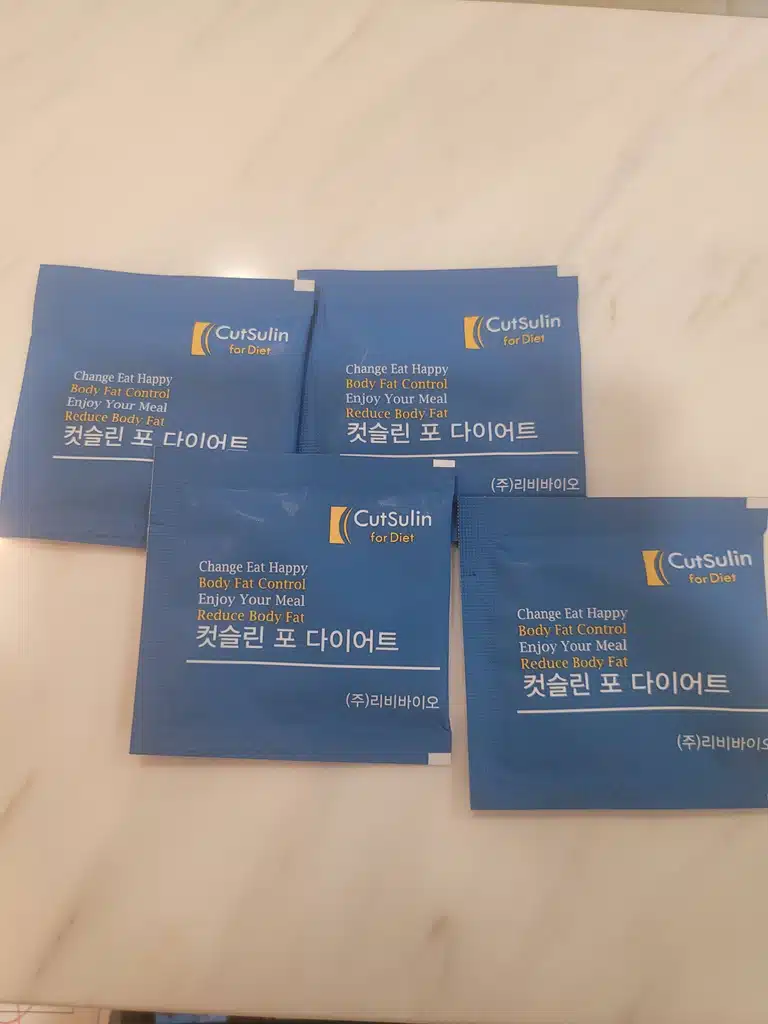 CutSulin
for Diet
Change Eat Happy
Body Fat Control
Enjoy Your Meal
Reduce Body Fat
컷슬린 포 다이어트
CutSulin
for Diet
Change Eat Happy
Body Fat Control
Enjoy Your Meal
Reduce Body Fat
컷슬린 포 다이어트
(주)리비바이오
CutSulin
for Diet
Change Eat Happy
Body Fat Control
Enjoy Your Meal
Reduce Body Fat
컷슬린 포 다이어트
(주)리비바이오
CutSulin
for Diet
Change Eat Happy
Body Fat Control
Enjoy Your Meal
Reduce Body Fat
컷슬린 포 다이어트
(주)리비바이오